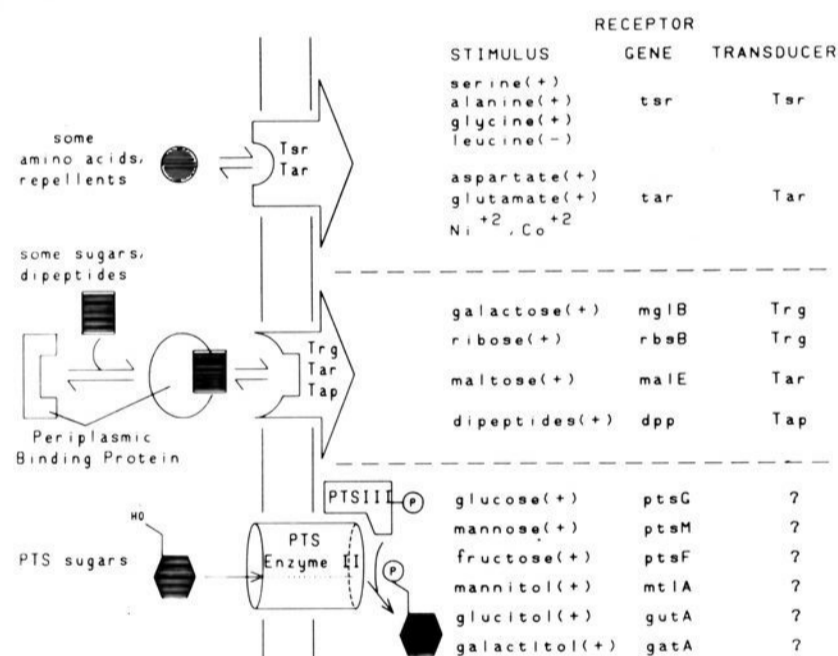 RECEPTOR
STIMULUS GENE TRANSDUCER
serine(+)
alanine(+) tsr Tsr
glycine(+)
leucine(-)
aspartate(+)
glutamate(+) tar Tar
Ni+2, Co+2
some
amino acids,
repellents
Tsr
Tar
some sugars,
dipeptides
Periplasmic
Binding Protein
Trg
Tar
Tap
galactose(+) mglB Trg
ribose(+) rbsB Trg
maltose(+) malE Tar
dipeptides(+) dpp Tap
PTS sugars
HO
PTS
Enzyme II
PTSIII
P
P
glucose(+) ptsG ?
mannose(+) ptsM ?
fructose(+) ptsF ?
mannitol(+) mtlA ?
glucitol(+) gutA ?
galactitol(+) gatA ?